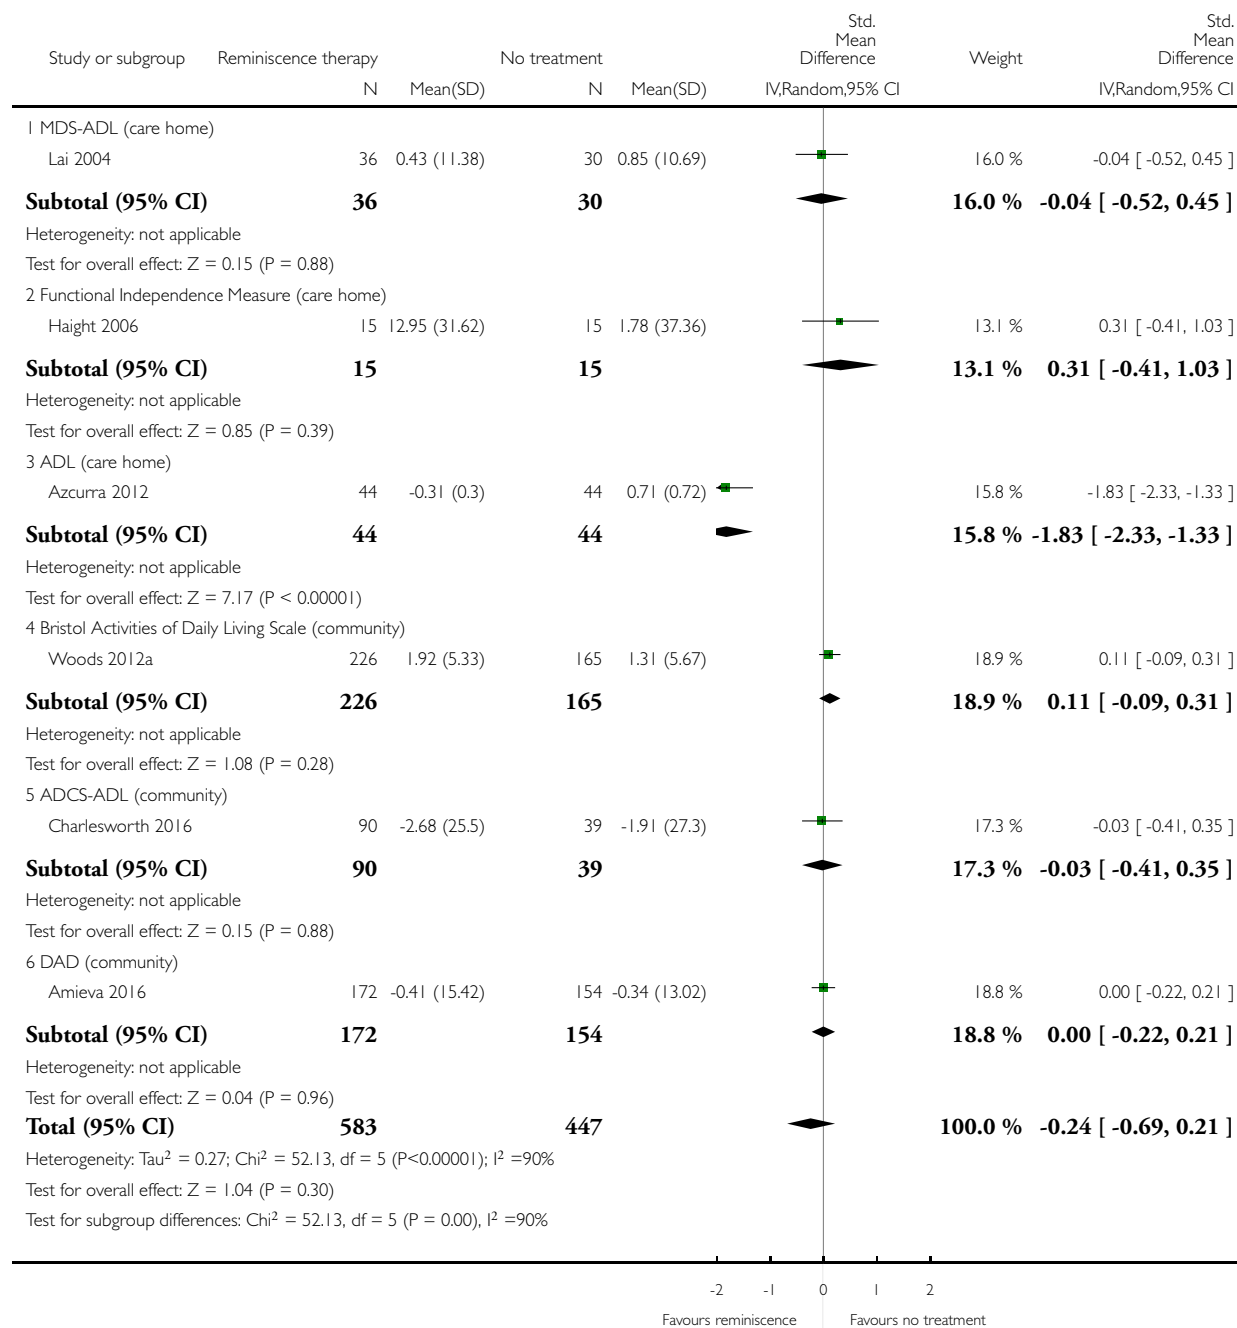 Std.
Mean
Difference
Std.
Mean
Difference
Study or subgroup Reminiscence therapy No treatment Weight
N Mean(SD) N Mean(SD) IV,Random,95% CI IV,Random,95% CI
1 MDS-ADL (care home)
Lai 2004 36 0.43 (11.38) 30 0.85 (10.69) 16.0 % -0.04 [ -0.52, 0.45 ]
Subtotal (95% CI) 36 30 16.0 % -0.04 [ -0.52, 0.45 ]
Heterogeneity: not applicable
Test for overall effect: Z = 0.15 (P = 0.88)
2 Functional Independence Measure (care home)
Haight 2006 15 12.95 (31.62) 15 1.78 (37.36) 13.1 % 0.31 [ -0.41, 1.03 ]
Subtotal (95% CI) 15 15 13.1 % 0.31 [ -0.41, 1.03 ]
Heterogeneity: not applicable
Test for overall effect: Z = 0.85 (P = 0.39)
3 ADL (care home)
Azcurra 2012 44 -0.31 (0.3) 44 0.71 (0.72) 15.8 % -1.83 [ -2.33, -1.33 ]
Subtotal (95% CI) 44 44 15.8 % -1.83 [ -2.33, -1.33 ]
Heterogeneity: not applicable
Test for overall effect: Z = 7.17 (P < 0.00001)
4 Bristol Activities of Daily Living Scale (community)
Woods 2012a 226 1.92 (5.33) 165 1.31 (5.67) 18.9 % 0.11 [ -0.09, 0.31 ]
Subtotal (95% CI) 226 165 18.9 % 0.11 [ -0.09, 0.31 ]
Heterogeneity: not applicable
Test for overall effect: Z = 1.08 (P = 0.28)
5 ADCS-ADL (community)
Charlesworth 2016 90 -2.68 (25.5) 39 -1.91 (27.3) 17.3 % -0.03 [ -0.41, 0.35 ]
Subtotal (95% CI) 90 39 17.3 % -0.03 [ -0.41, 0.35 ]
Heterogeneity: not applicable
Test for overall effect: Z = 0.15 (P = 0.88)
6 DAD (community)
Amieva 2016 172 -0.41 (15.42) 154 -0.34 (13.02) 18.8 % 0.00 [ -0.22, 0.21 ]
Subtotal (95% CI) 172 154 18.8 % 0.00 [ -0.22, 0.21 ]
Heterogeneity: not applicable
Test for overall effect: Z = 0.04 (P = 0.96)
Total (95% CI) 583 447 100.0 % -0.24 [ -0.69, 0.21 ]
Heterogeneity: Tau² = 0.27; Chi² = 52.13, df = 5 (P<0.00001); I² =90%
Test for overall effect: Z = 1.04 (P = 0.30)
Test for subgroup differences: Chi² = 52.13, df = 5 (P = 0.00), I² =90%
-2 -1 0 1 2
Favours reminiscence Favours no treatment